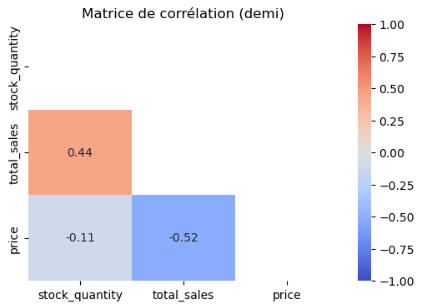 Matrice de corrélation (demi)
stock_quantity
total_sales
price
0.44
-0.11
-0.52
stock_quantity
total_sales
price
1.00
0.75
0.50
0.25
0.00
−0.25
−0.50
−0.75
−1.00